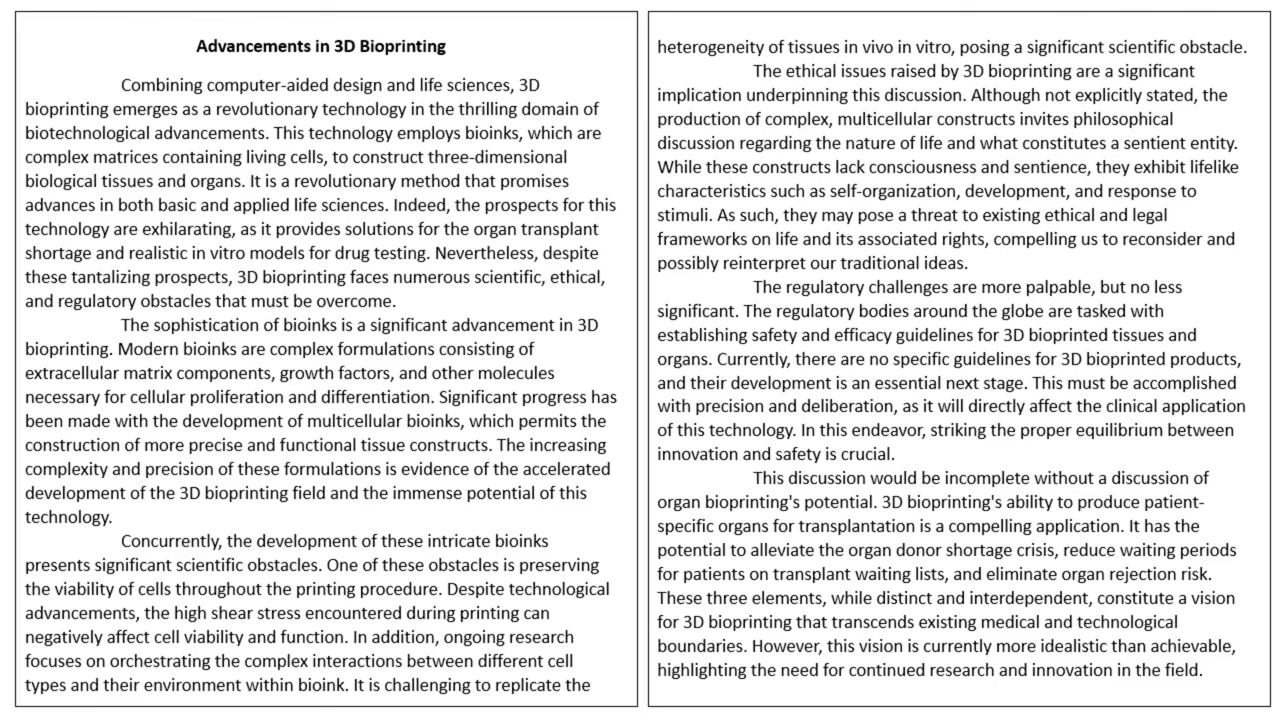 Advancements in 3D Bioprinting
Combining computer-aided design and life sciences, 3D
bioprinting emerges as a revolutionary technology in the thrilling domain of
biotechnological advancements. This technology employs bioinks, which are
complex matrices containing living cells, to construct three-dimensional
biological tissues and organs. It is a revolutionary method that promises
advances in both basic and applied life sciences. Indeed, the prospects for this
technology are exhilarating, as it provides solutions for the organ transplant
shortage and realistic in vitro models for drug testing. Nevertheless, despite
these tantalizing prospects, 3D bioprinting faces numerous scientific, ethical,
and regulatory obstacles that must be overcome.
The sophistication of bioinks is a significant advancement in 3D
bioprinting. Modern bioinks are complex formulations consisting of
extracellular matrix components, growth factors, and other molecules
necessary for cellular proliferation and differentiation. Significant progress has
been made with the development of multicellular bioinks, which permits the
construction of more precise and functional tissue constructs. The increasing
complexity and precision of these formulations is evidence of the accelerated
development of the 3D bioprinting field and the immense potential of this
technology.
Concurrently, the development of these intricate bioinks
presents significant scientific obstacles. One of these obstacles is preserving
the viability of cells throughout the printing procedure. Despite technological
advancements, the high shear stress encountered during printing can
negatively affect cell viability and function. In addition, ongoing research
focuses on orchestrating the complex interactions between different cell
types and their environment within bioink. It is challenging to replicate the
heterogeneity of tissues in vivo in vitro, posing a significant scientific obstacle.
The ethical issues raised by 3D bioprinting are a significant
implication underpinning this discussion. Although not explicitly stated, the
production of complex, multicellular constructs invites philosophical
discussion regarding the nature of life and what constitutes a sentient entity.
While these constructs lack consciousness and sentience, they exhibit lifelike
characteristics such as self-organization, development, and response to
stimuli. As such, they may pose a threat to existing ethical and legal
frameworks on life and its associated rights, compelling us to reconsider and
possibly reinterpret our traditional ideas.
The regulatory challenges are more palpable, but no less
significant. The regulatory bodies around the globe are tasked with
establishing safety and efficacy guidelines for 3D bioprinted tissues and
organs. Currently, there are no specific guidelines for 3D bioprinted products,
and their development is an essential next stage. This must be accomplished
with precision and deliberation, as it will directly affect the clinical application
of this technology. In this endeavor, striking the proper equilibrium between
innovation and safety is crucial.
This discussion would be incomplete without a discussion of
organ bioprinting's potential. 3D bioprinting's ability to produce patient-
specific organs for transplantation is a compelling application. It has the
potential to alleviate the organ donor shortage crisis, reduce waiting periods
for patients on transplant waiting lists, and eliminate organ rejection risk.
These three elements, while distinct and interdependent, constitute a vision
for 3D bioprinting that transcends existing medical and technological
boundaries. However, this vision is currently more idealistic than achievable,
highlighting the need for continued research and innovation in the field.